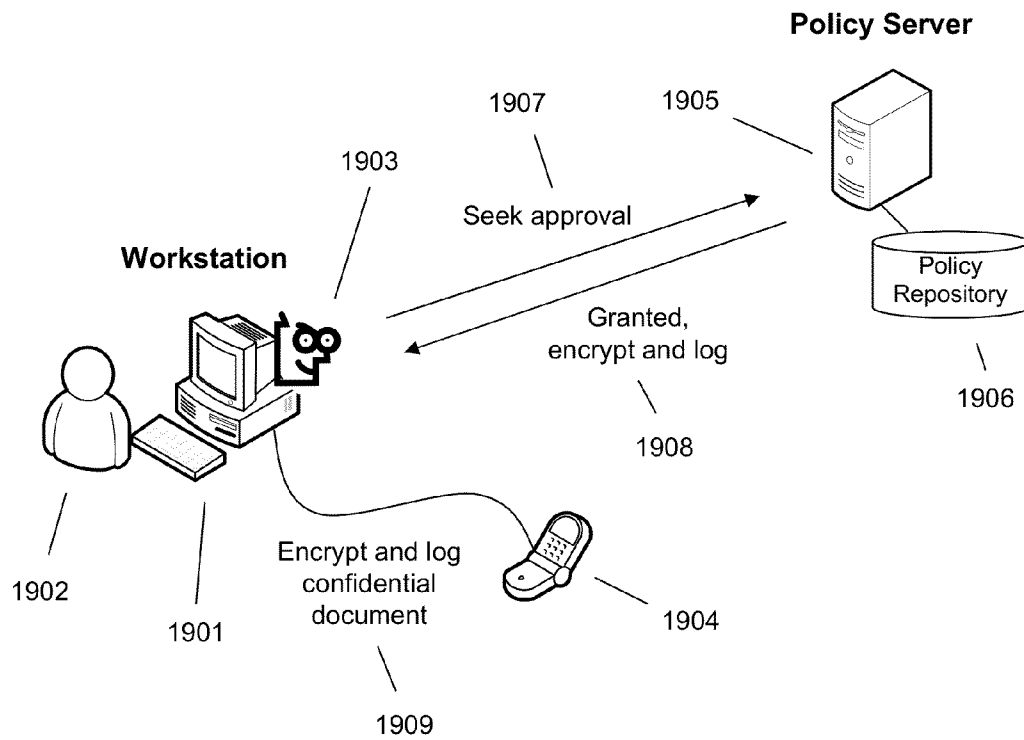 Policy Server
1907
1905
1903
Seek approval
Workstation
Policy
Repository
Granted,
encrypt and log
1906
1908
Encrypt and log
confidential
document
1902
1901
1904
1909